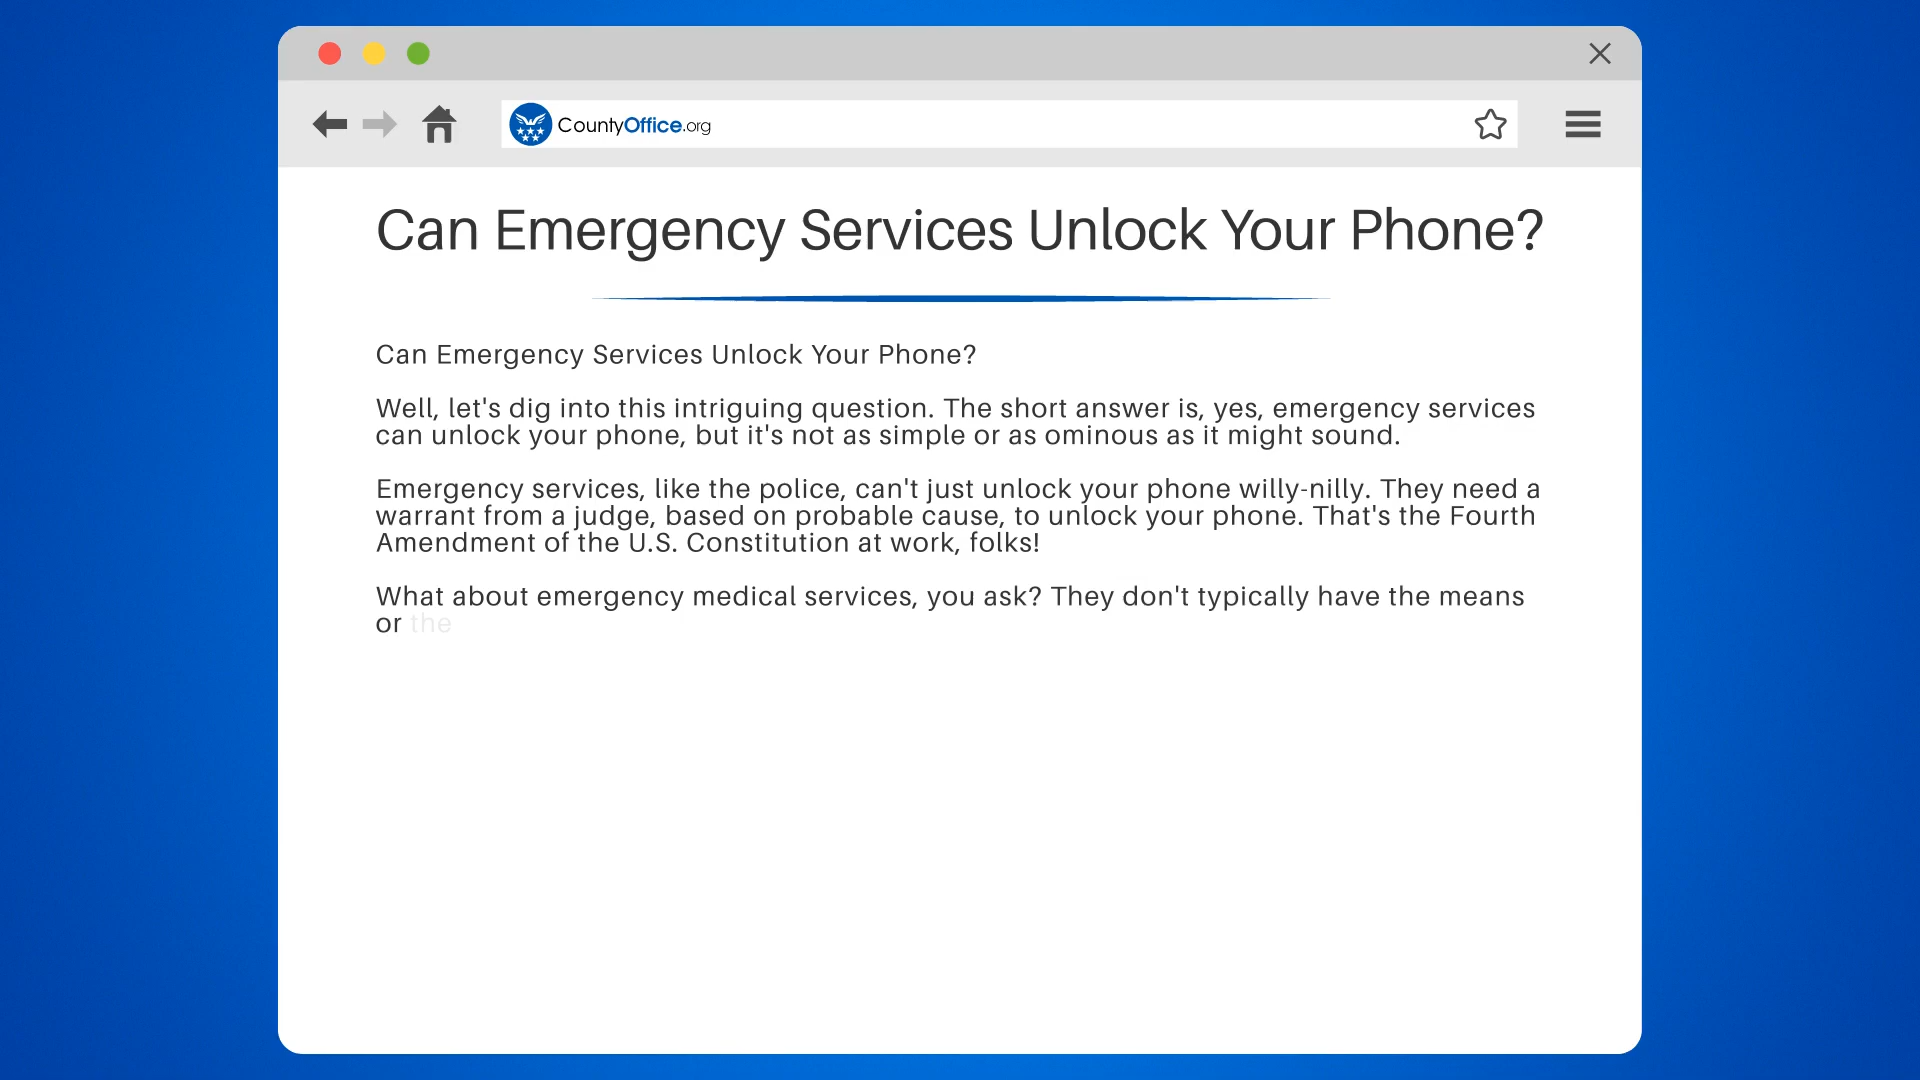 CountyOffice.org
Can Emergency Services Unlock Your Phone?
Can Emergency Services Unlock Your Phone?
Well, let's dig into this intriguing question. The short answer is, yes, emergency services
can unlock your phone, but it's not as simple or as ominous as it might sound.
Emergency services, like the police, can't just unlock your phone willy-nilly. They need a
warrant from a judge, based on probable cause, to unlock your phone. That's the Fourth
Amendment of the U.S. Constitution at work, folks!
What about emergency medical services, you ask? They don't typically have the means
or the